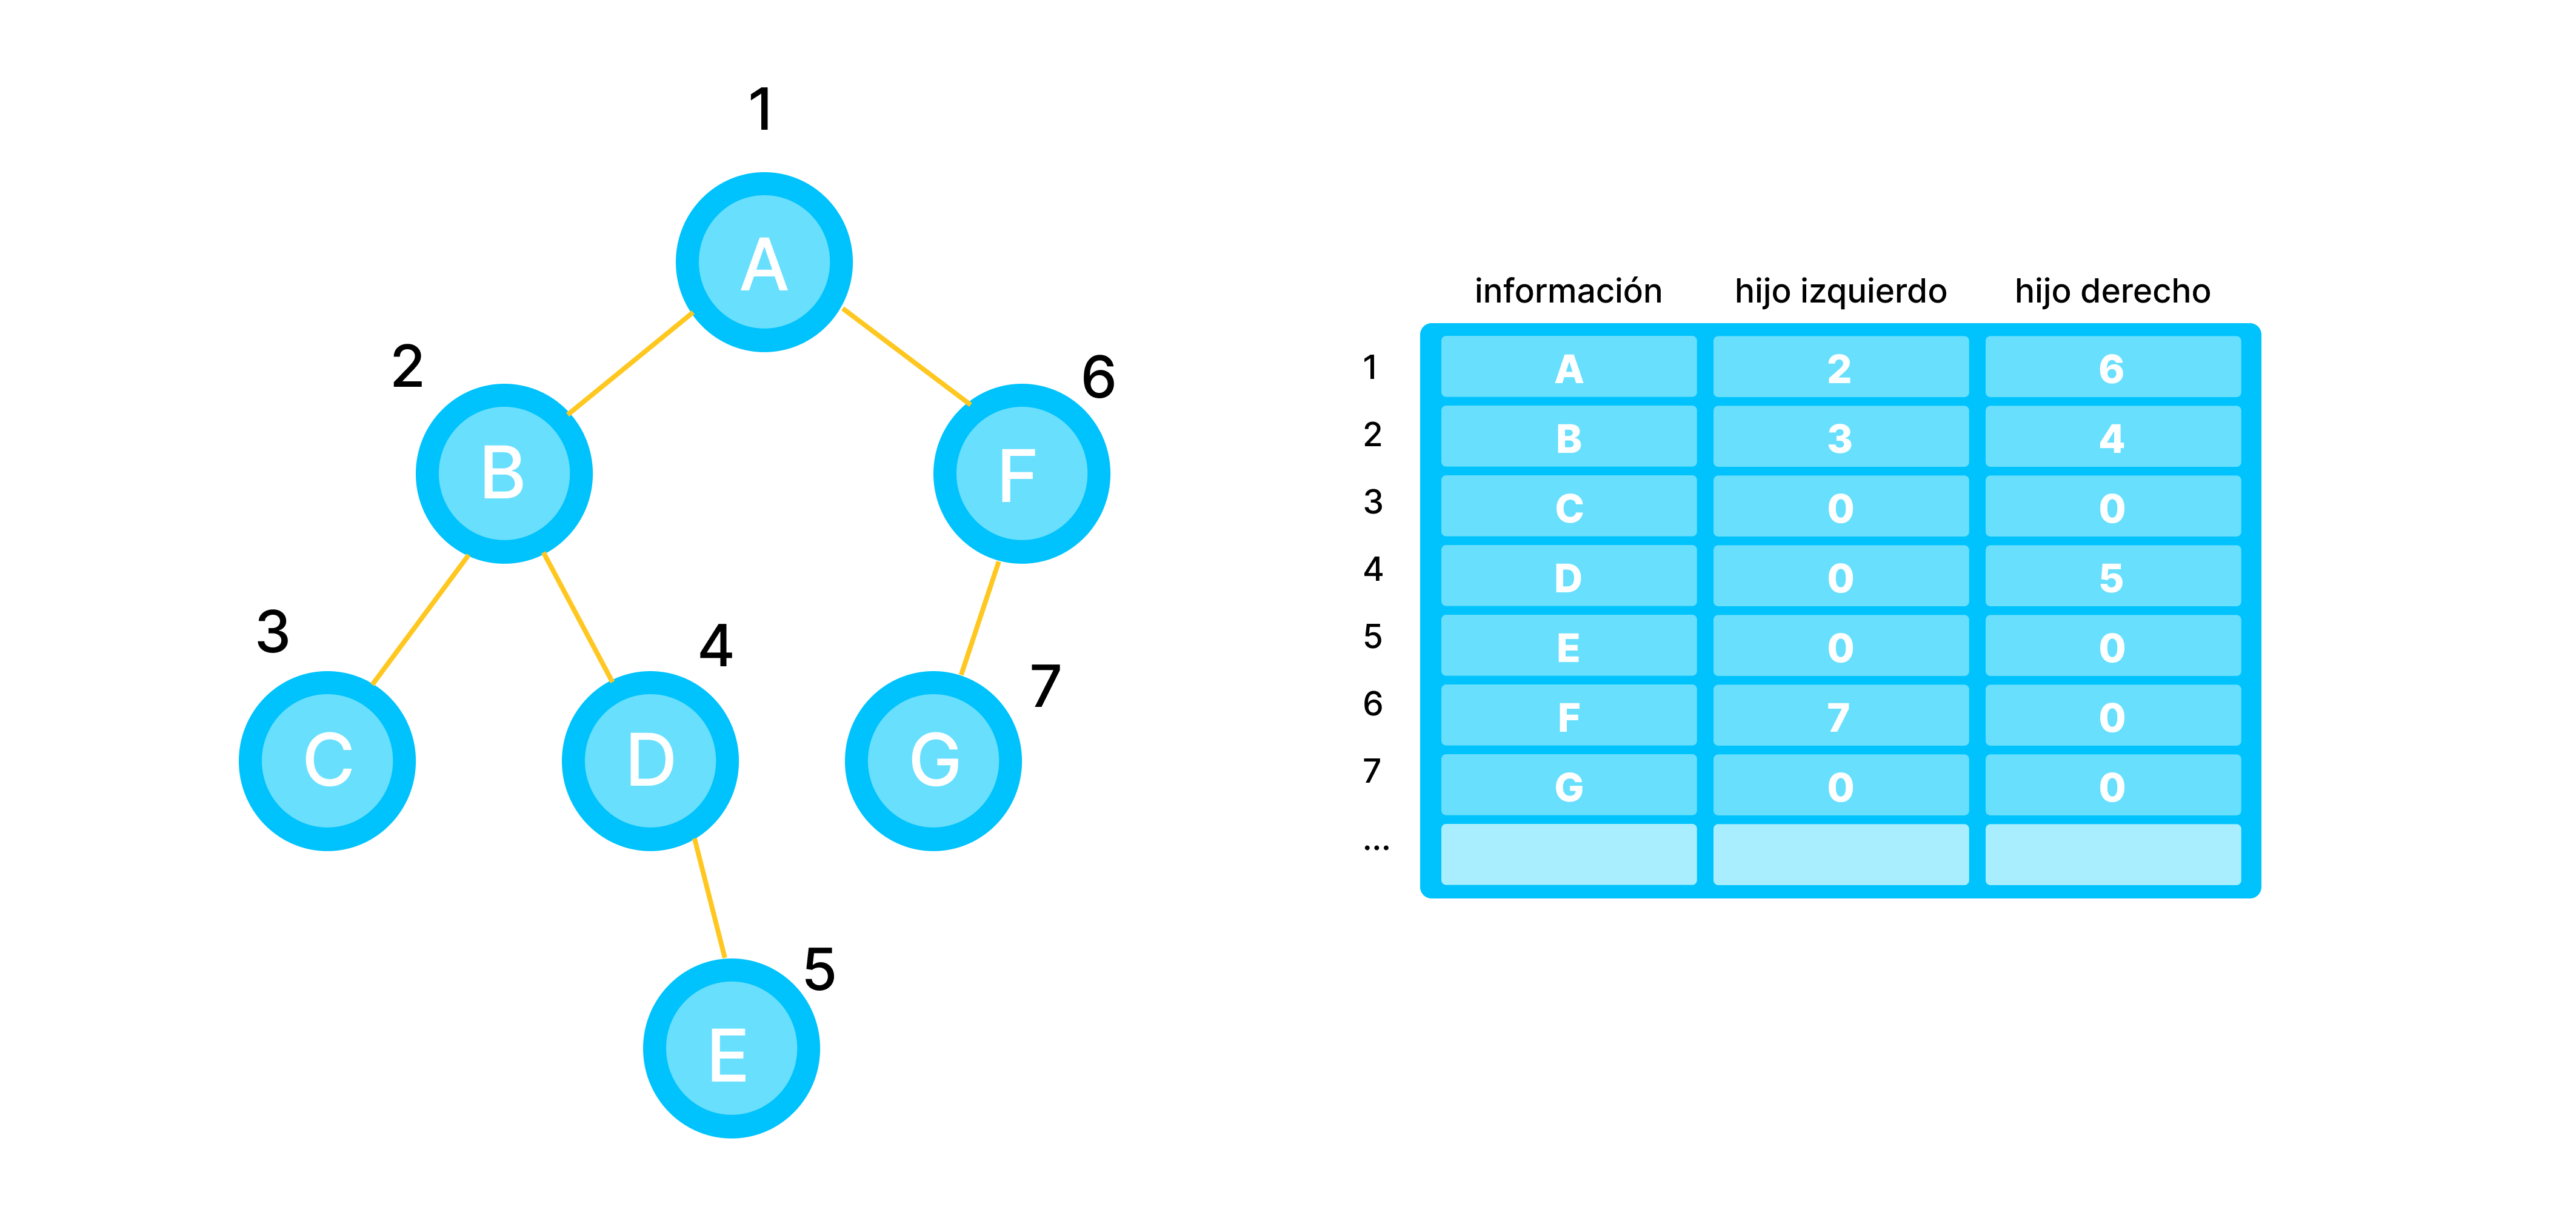 1
A
2
6
B
F
3
4
7
C
D
G
5
E
información hijo izquierdo hijo derecho
1 A 2 6
2 B 3 4
3 C 0 0
4 D 0 5
5 E 0 0
6 F 7 0
7 G 0 0
...